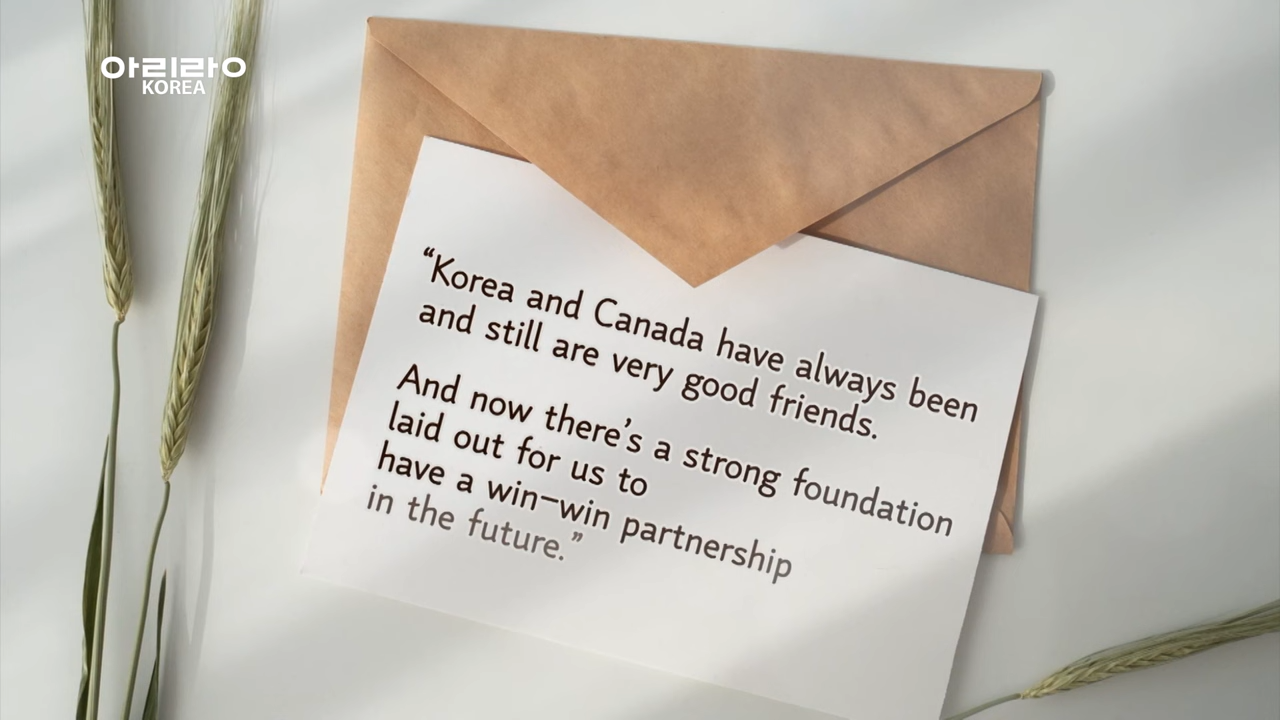 아리랑
KOREA
“Korea and Canada have always been
and still are very good friends.
And now there’s a strong foundation
laid out for us to
have a win–win partnership
in the future.”